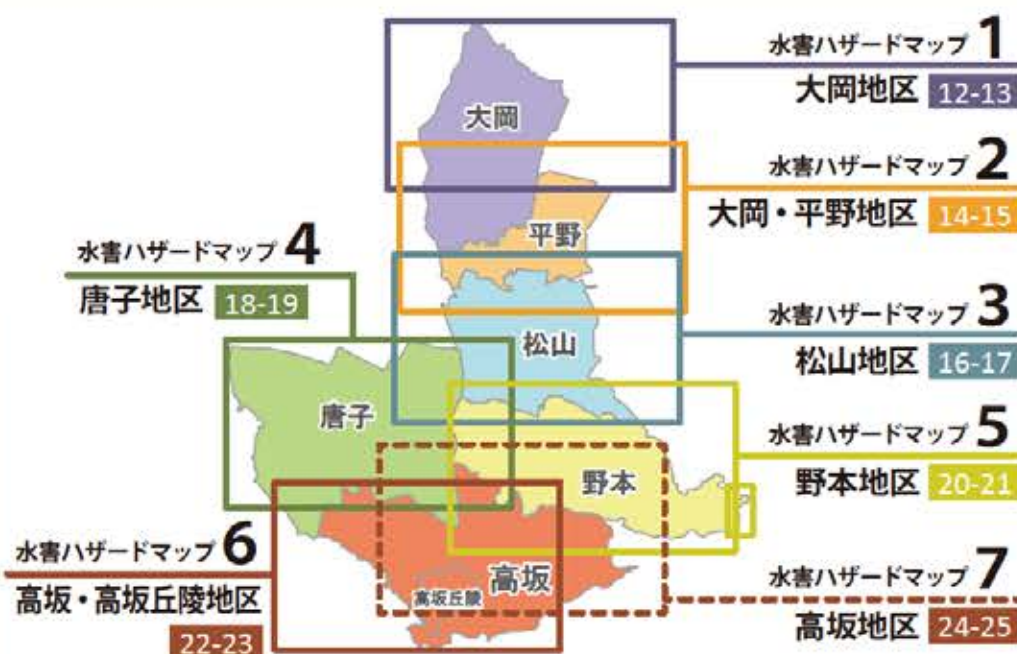 水害ハザードマップ 1
大岡地区 12-13
水害ハザードマップ 2
大岡・平野地区 14-15
水害ハザードマップ 3
松山地区 16-17
水害ハザードマップ 4
唐子地区 18-19
水害ハザードマップ 5
野本地区 20-21
水害ハザードマップ 6
高坂・高坂丘陵地区
22-23
水害ハザードマップ 7
高坂地区 24-25
大岡
平野
松山
唐子
野本
高坂
高坂丘陵